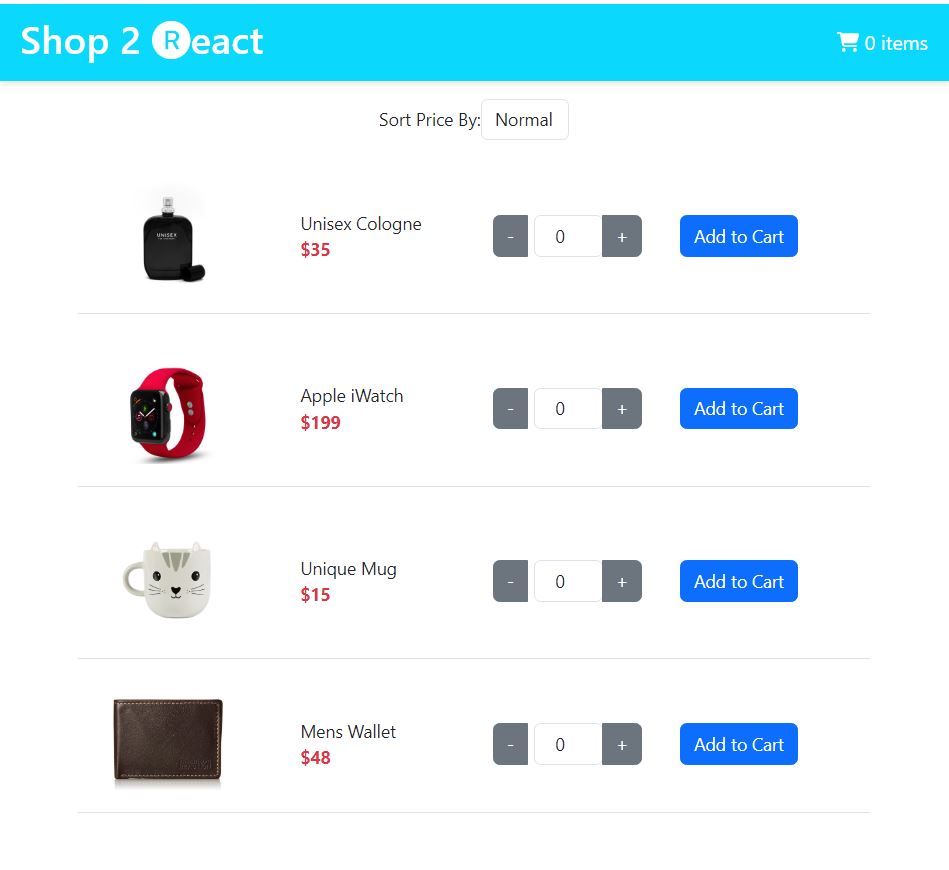 Shop 2 Ⓡeact
0 items
Sort Price By: Normal
UNISEX
Unisex Cologne
$35
- 0 + Add to Cart
Apple iWatch
$199
- 0 + Add to Cart
Unique Mug
$15
- 0 + Add to Cart
Mens Wallet
$48
- 0 + Add to Cart